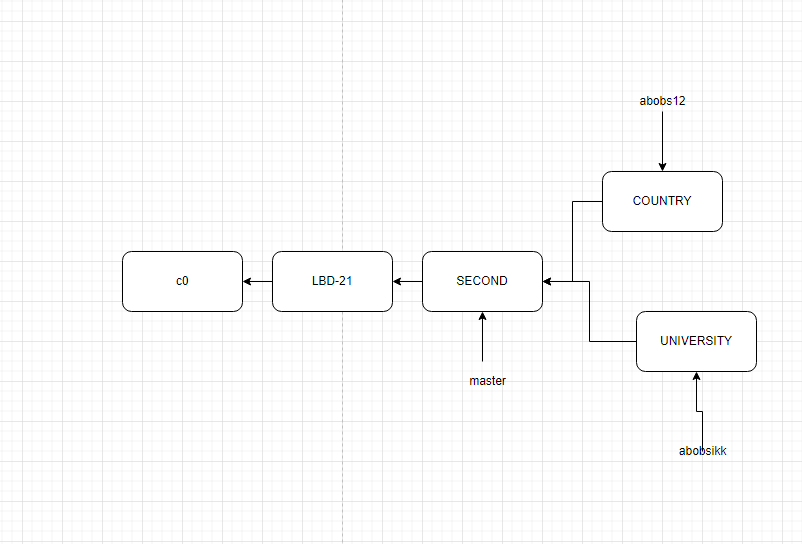 abobs12
COUNTRY
c0
LBD-21
SECOND
UNIVERSITY
master
abobsikk